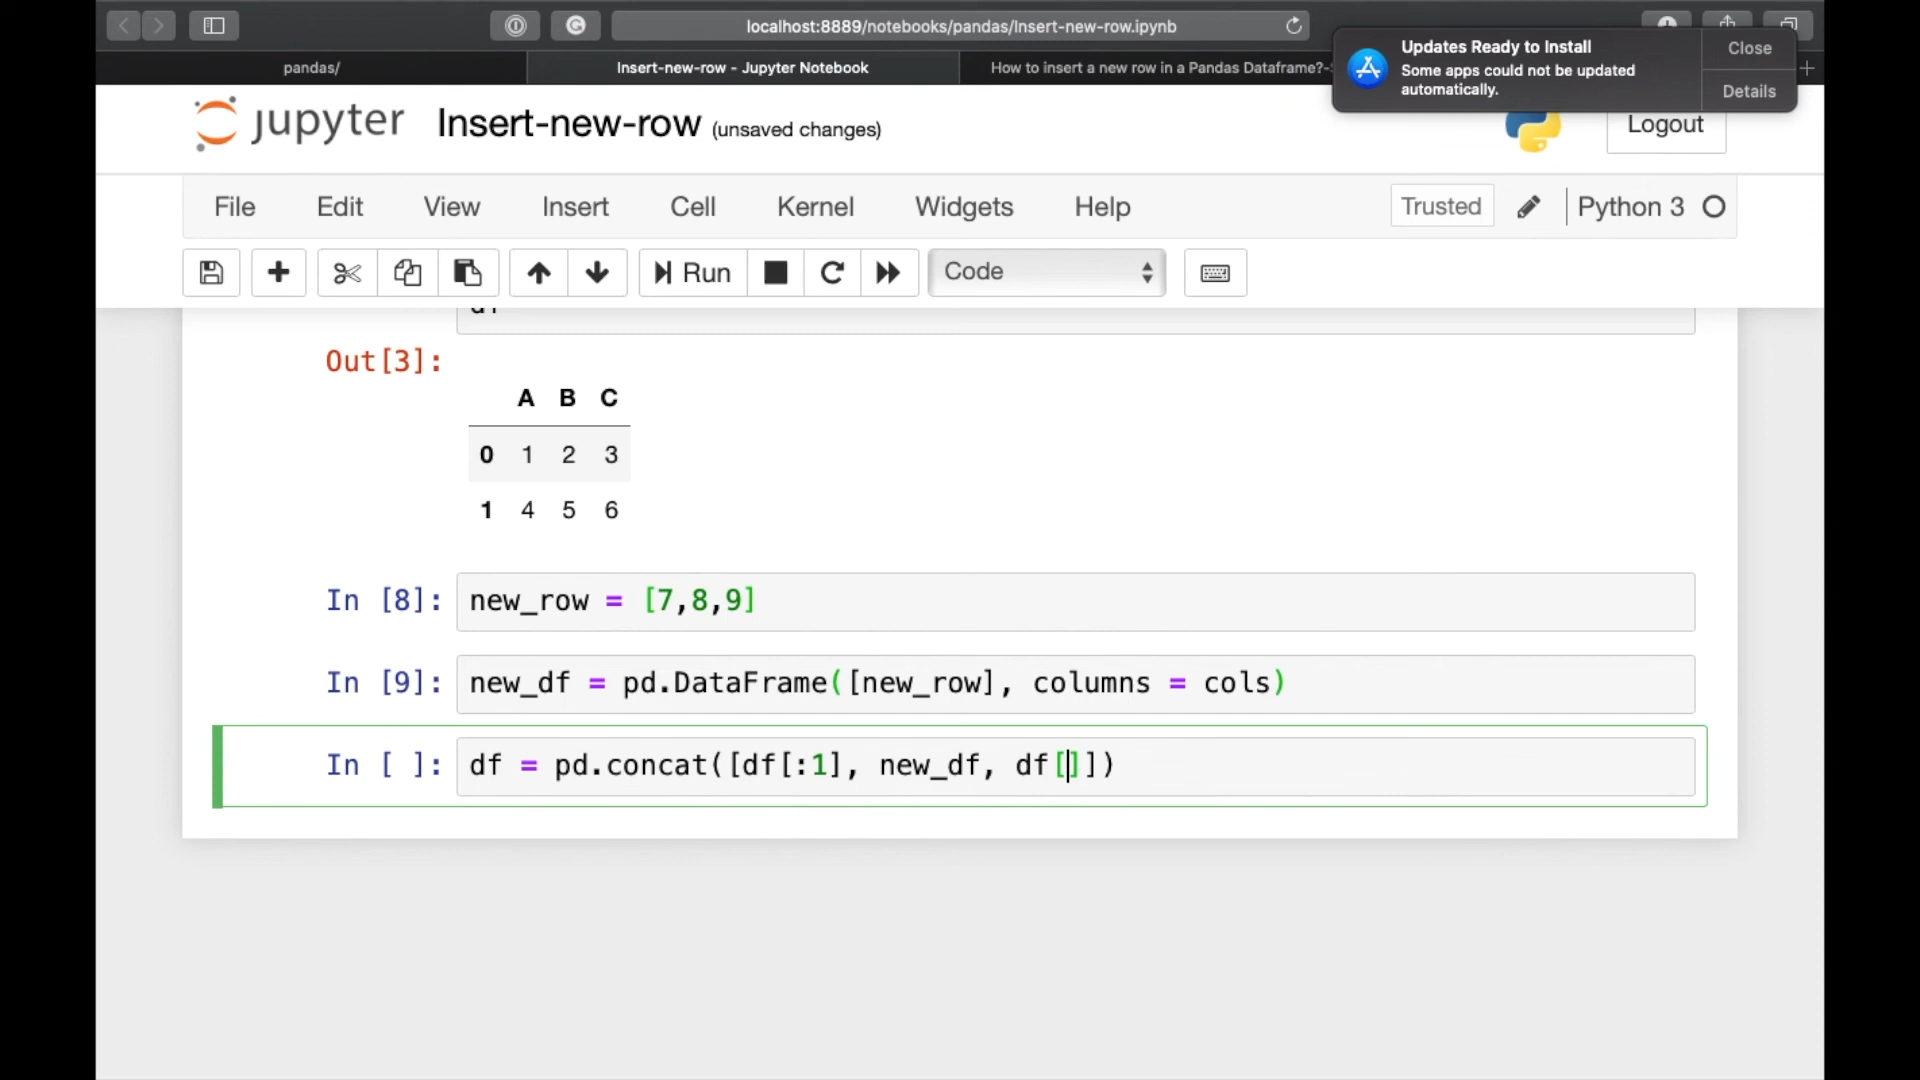 localhost:8889/notebooks/pandas/Insert-new-row.ipynb
pandas/
Insert-new-row - Jupyter Notebook
How to insert a new row in a Pandas Dataframe?-
Updates Ready to Install
Some apps could not be updated
automatically.
Close
Details
jupyter
Insert-new-row (unsaved changes)
Logout
File Edit View Insert Cell Kernel Widgets Help
Trusted
Python 3
Run
Code
Out[3]:
A B C
0 1 2 3
1 4 5 6
In [8]: new_row = [7,8,9]
In [9]: new_df = pd.DataFrame([new_row], columns = cols)
In [ ]: df = pd.concat([df[:1], new_df, df[]])